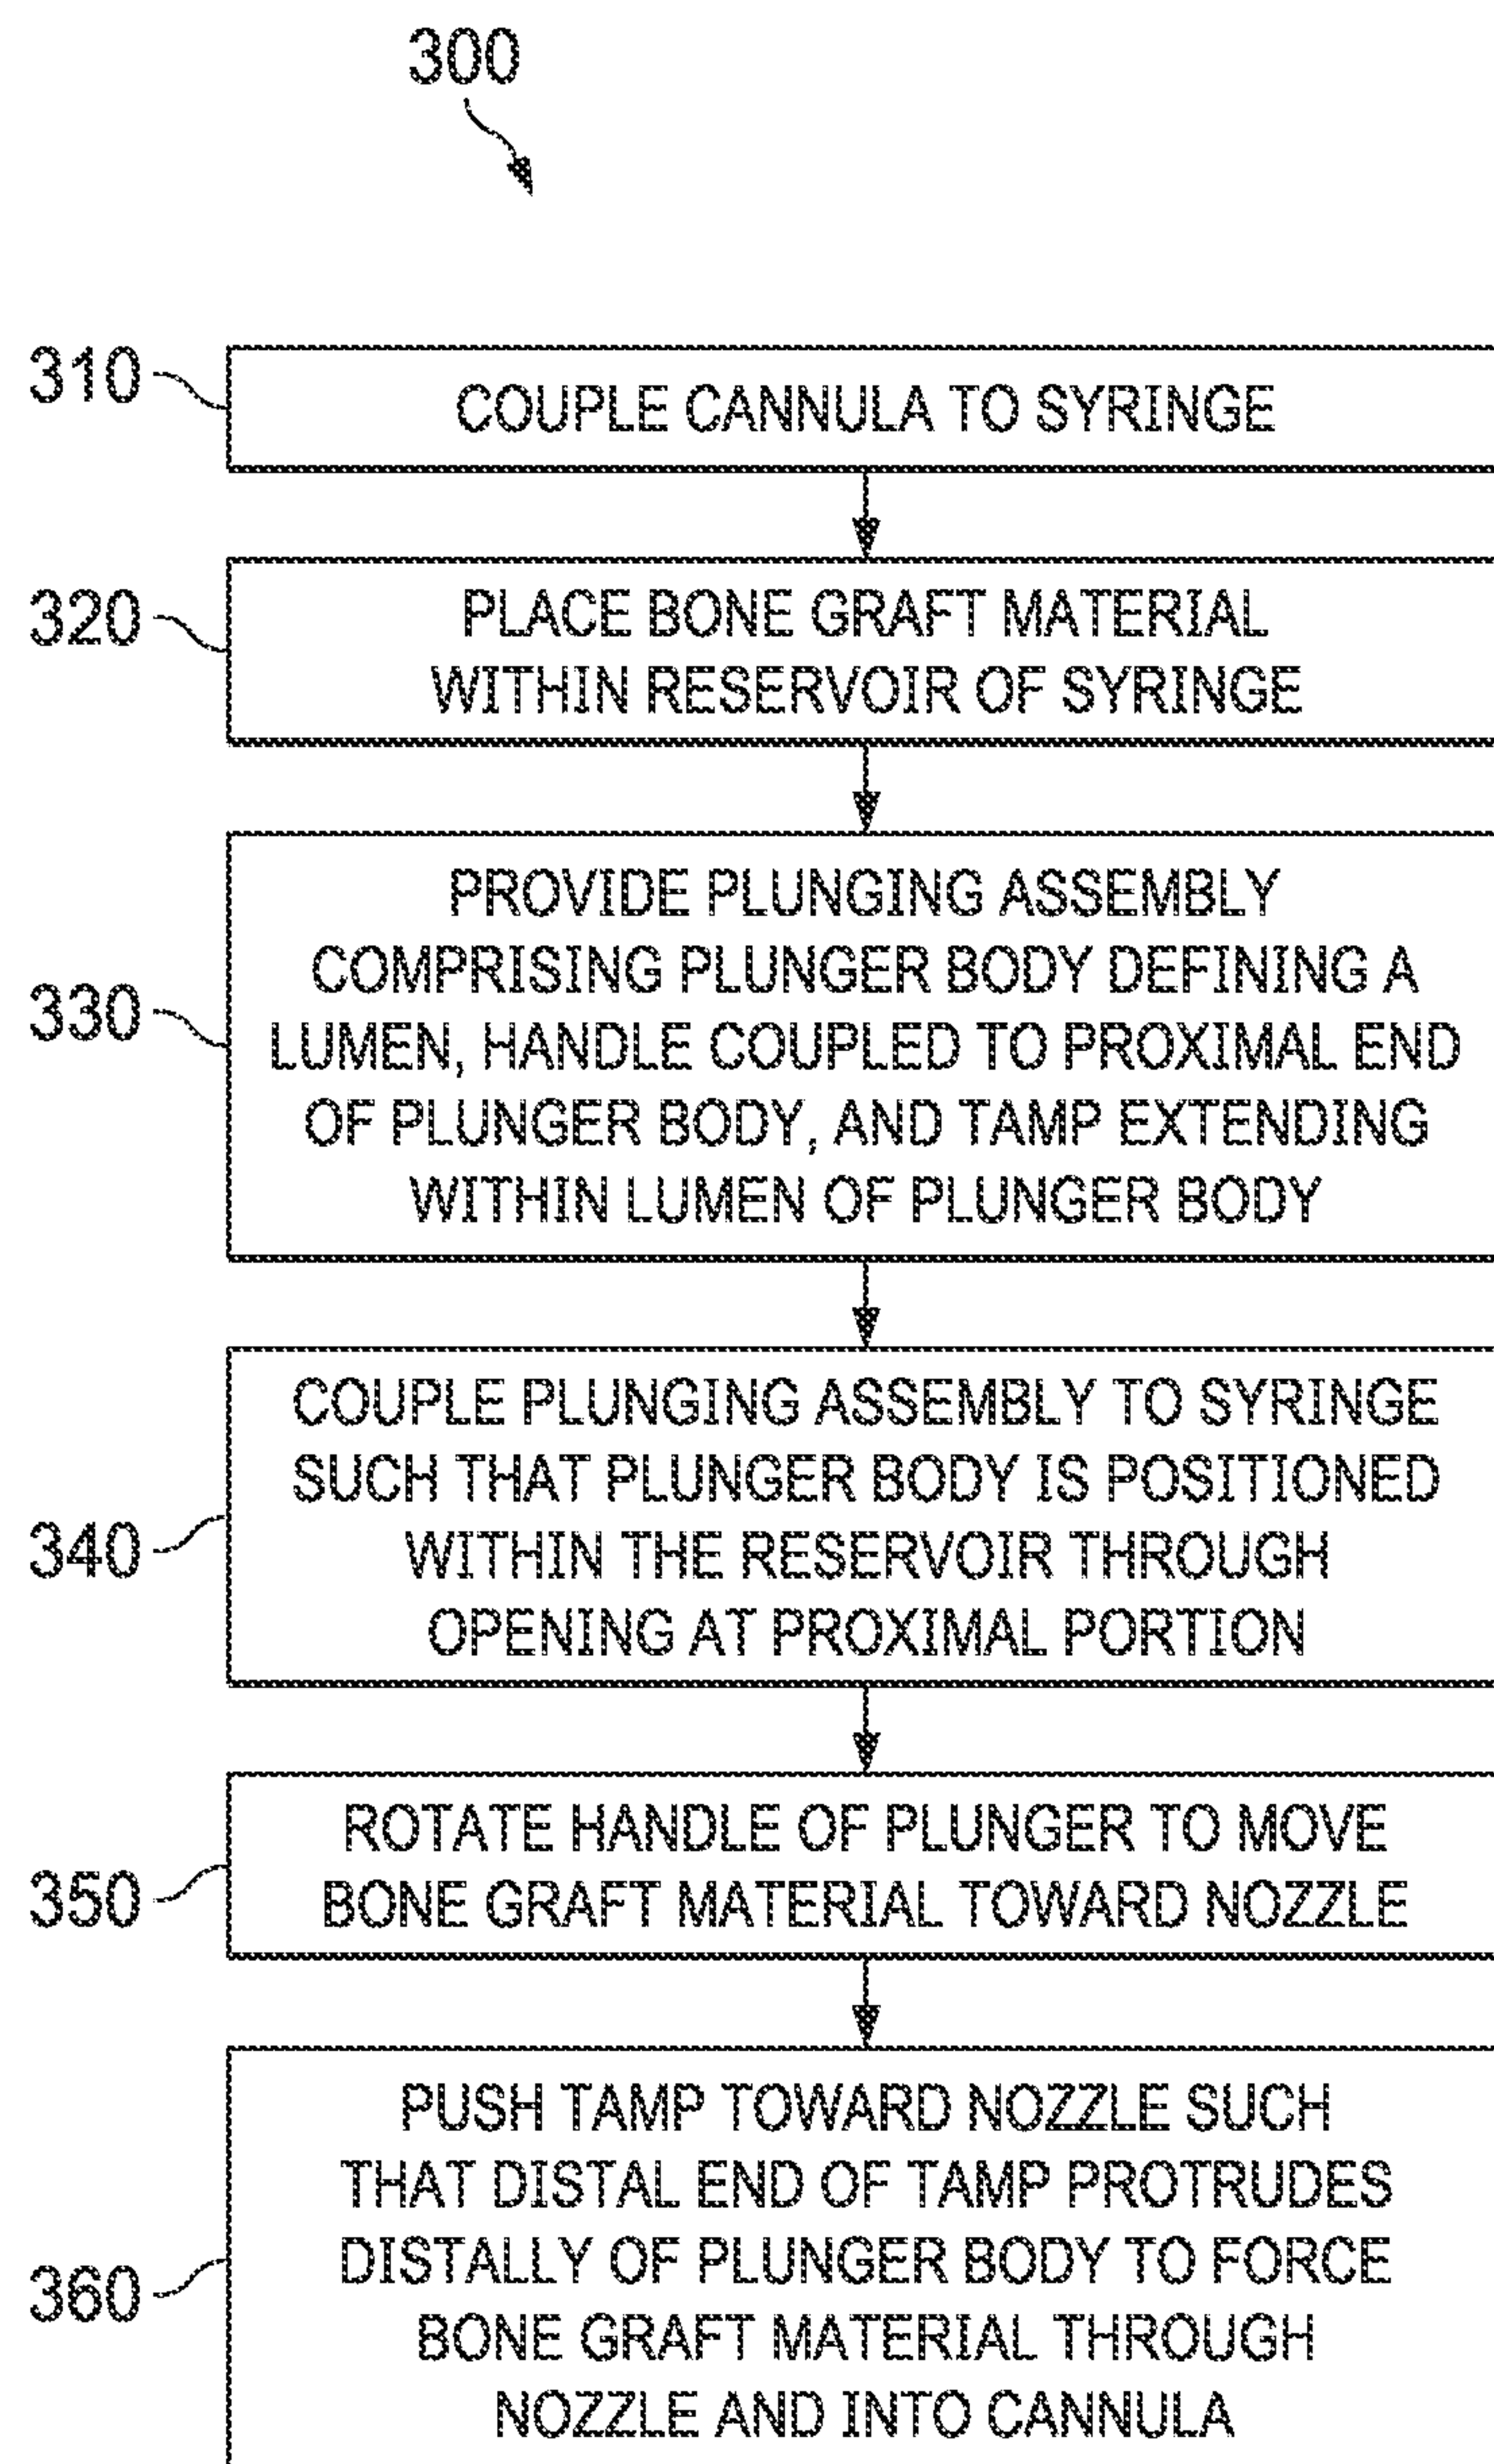 300
310
COUPLE CANNULA TO SYRINGE
320
PLACE BONE GRAFT MATERIAL
WITHIN RESERVOIR OF SYRINGE
330
PROVIDE PLUNGING ASSEMBLY
COMPRISING PLUNGER BODY DEFINING A
LUMEN, HANDLE COUPLED TO PROXIMAL END
OF PLUNGER BODY, AND TAMP EXTENDING
WITHIN LUMEN OF PLUNGER BODY
340
COUPLE PLUNGING ASSEMBLY TO SYRINGE
SUCH THAT PLUNGER BODY IS POSITIONED
WITHIN THE RESERVOIR THROUGH
OPENING AT PROXIMAL PORTION
350
ROTATE HANDLE OF PLUNGER TO MOVE
BONE GRAFT MATERIAL TOWARD NOZZLE
360
PUSH TAMP TOWARD NOZZLE SUCH
THAT DISTAL END OF TAMP PROTRUDES
DISTALLY OF PLUNGER BODY TO FORCE
BONE GRAFT MATERIAL THROUGH
NOZZLE AND INTO CANNULA